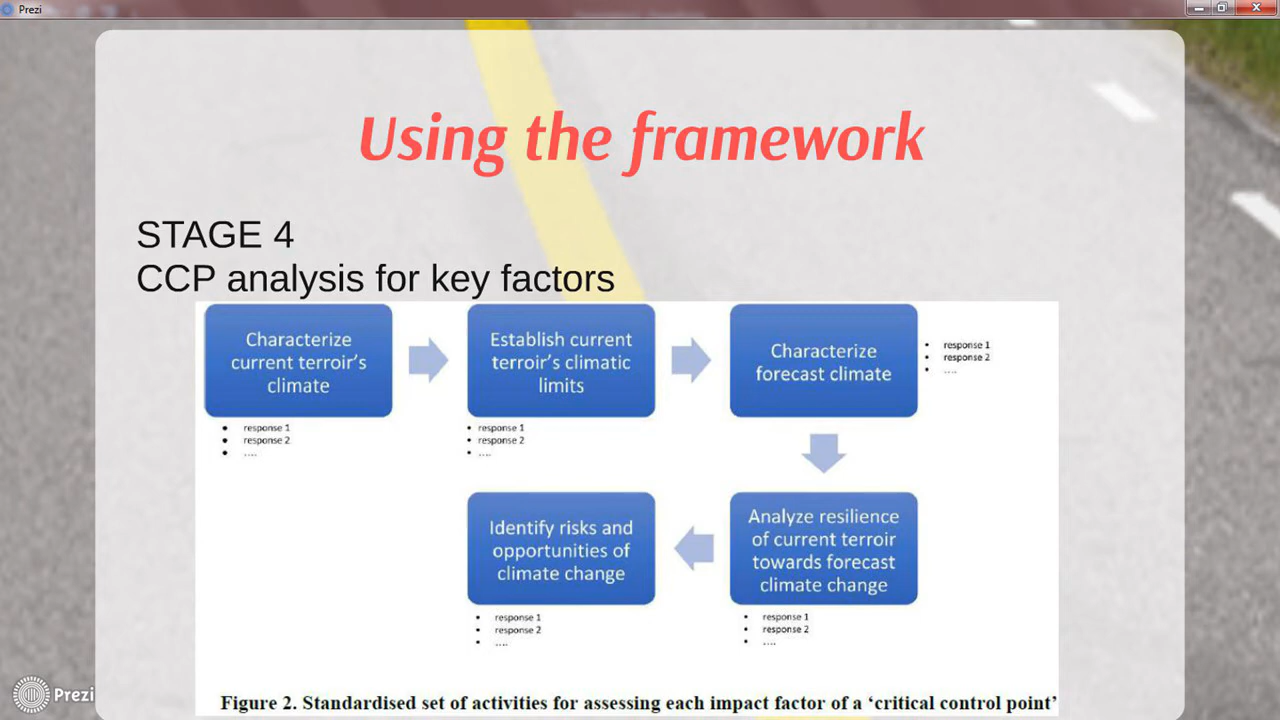 Prezi
Using the framework
STAGE 4
CCP analysis for key factors
Characterize
current terroir's
climate
• response 1
• response 2
• ....
Establish current
terroir's climatic
limits
• response 1
• response 2
• ....
Characterize
forecast climate
• response 1
• response 2
• ....
Analyze resilience
of current terroir
towards forecast
climate change
• response 1
• response 2
• ....
Identify risks and
opportunities of
climate change
• response 1
• response 2
• ....
Figure 2. Standardised set of activities for assessing each impact factor of a ‘critical control point’
Prezi